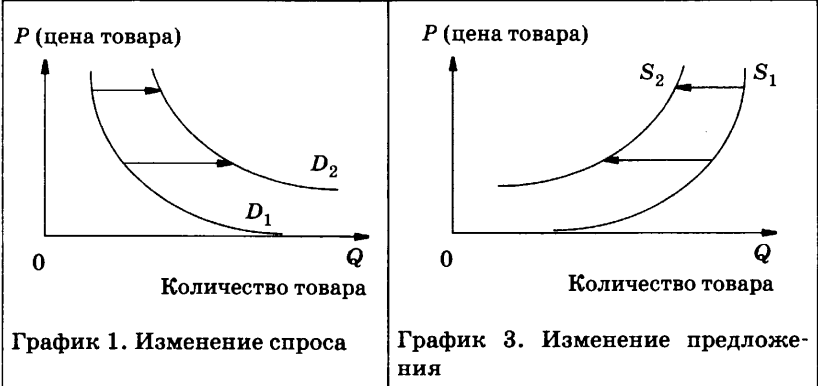 P (цена товара)
D₂
D₁
0
Q
Количество товара
График 1. Изменение спроса
P (цена товара)
S₂
S₁
0
Q
Количество товара
График 3. Изменение предложе-
ния